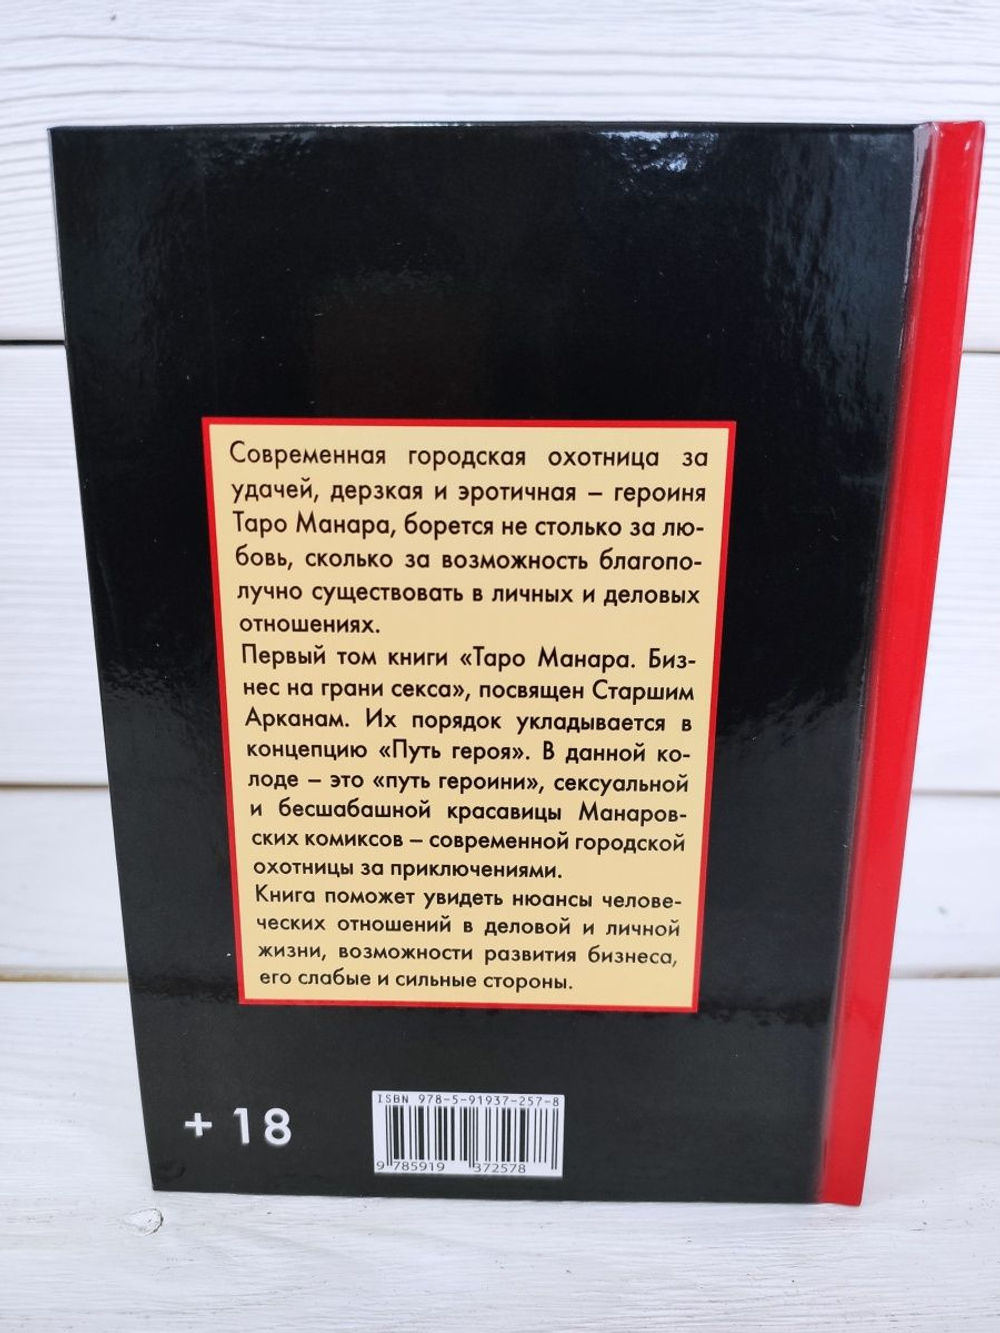 Современная городская охотница за
удачей, дерзкая и эротичная – героиня
Таро Манара, борется не столько за лю-
бовь, сколько за возможность благопо-
лучно существовать в личных и деловых
отношениях.
Первый том книги «Таро Манара. Биз-
нес на грани секса», посвящен Старшим
Арканам. Их порядок укладывается в
концепцию «Путь героя». В данной ко-
лоде – это «путь героини», сексуальной
и бесшабашной красавицы Манаров-
ских комиксов – современной городской
охотницы за приключениями.
Книга поможет увидеть нюансы челове-
ческих отношений в деловой и личной
жизни, возможности развития бизнеса,
его слабые и сильные стороны.
+ 18
ISBN 978-5-91937-257-8
9 785919 372578